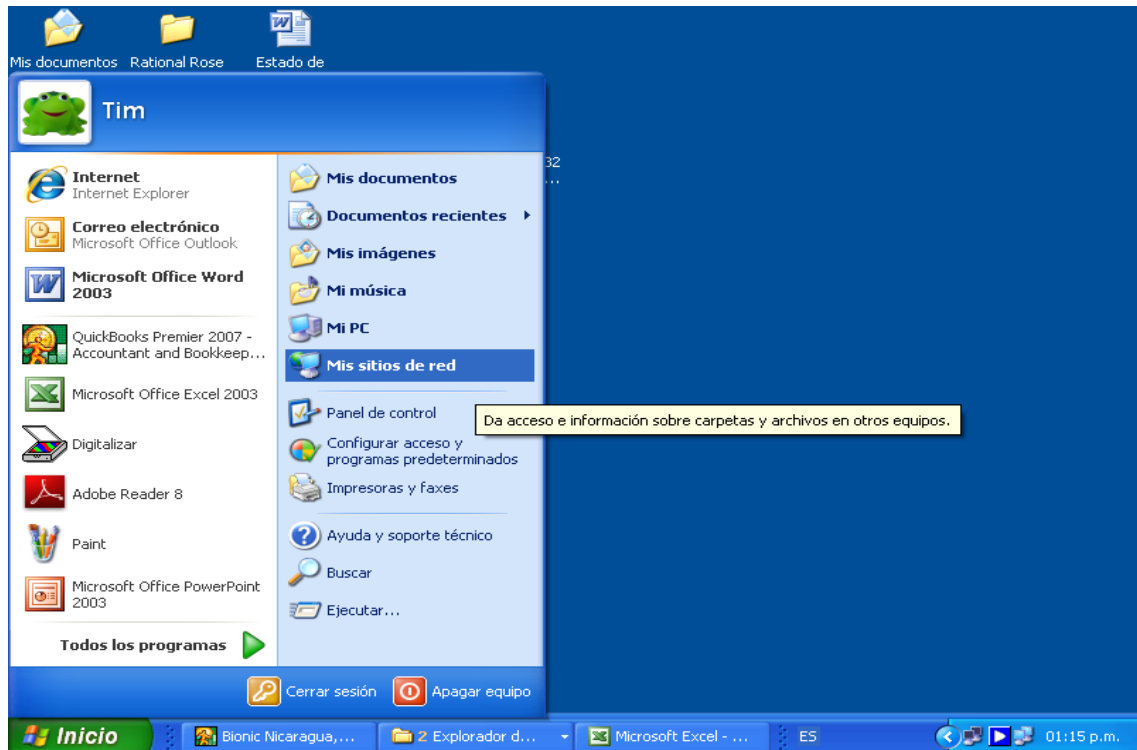 Mis documentos
Rational Rose
Estado de
Tim
32
...
Internet
Internet Explorer
Correo electrónico
Microsoft Office Outlook
Microsoft Office Word
2003
QuickBooks Premier 2007 -
Accountant and Bookkeep...
Microsoft Office Excel 2003
Digitalizar
Adobe Reader 8
Paint
Microsoft Office PowerPoint
2003
Todos los programas
Mis documentos
Documentos recientes
Mis imágenes
Mi música
Mi PC
Mis sitios de red
Panel de control
Da acceso e información sobre carpetas y archivos en otros equipos.
Configurar acceso y
programas predeterminados
Impresoras y faxes
Ayuda y soporte técnico
Buscar
Ejecutar...
Cerrar sesión
Apagar equipo
Inicio
Bionic Nicaragua,...
2 Explorador d...
Microsoft Excel - ...
ES
01:15 p.m.